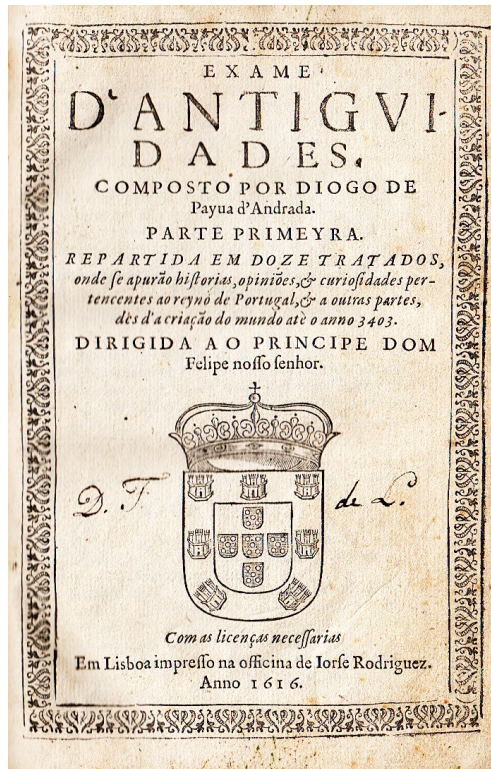 EXAME
D'ANTIGVI-
DADES,
COMPOSTO POR DIOGO DE
Payua d'Andrada.
PARTE PRIMEYRA.
REPARTIDA EM DOZE TRATADOS,
onde ſe apurão hiſtorias, opiniões, & curioſidades per-
tencentes ao reyno de Portugal, & a outras partes,
dès d'a criação do mundo atè o anno 3403.
DIRIGIDA AO PRINCIPE DOM
Felipe noſſo ſenhor.
D. F. de L.
Com as licenças neceſſarias
Em Lisboa impreſſo na officina de Iorſe Rodriguez.
Anno 1616.